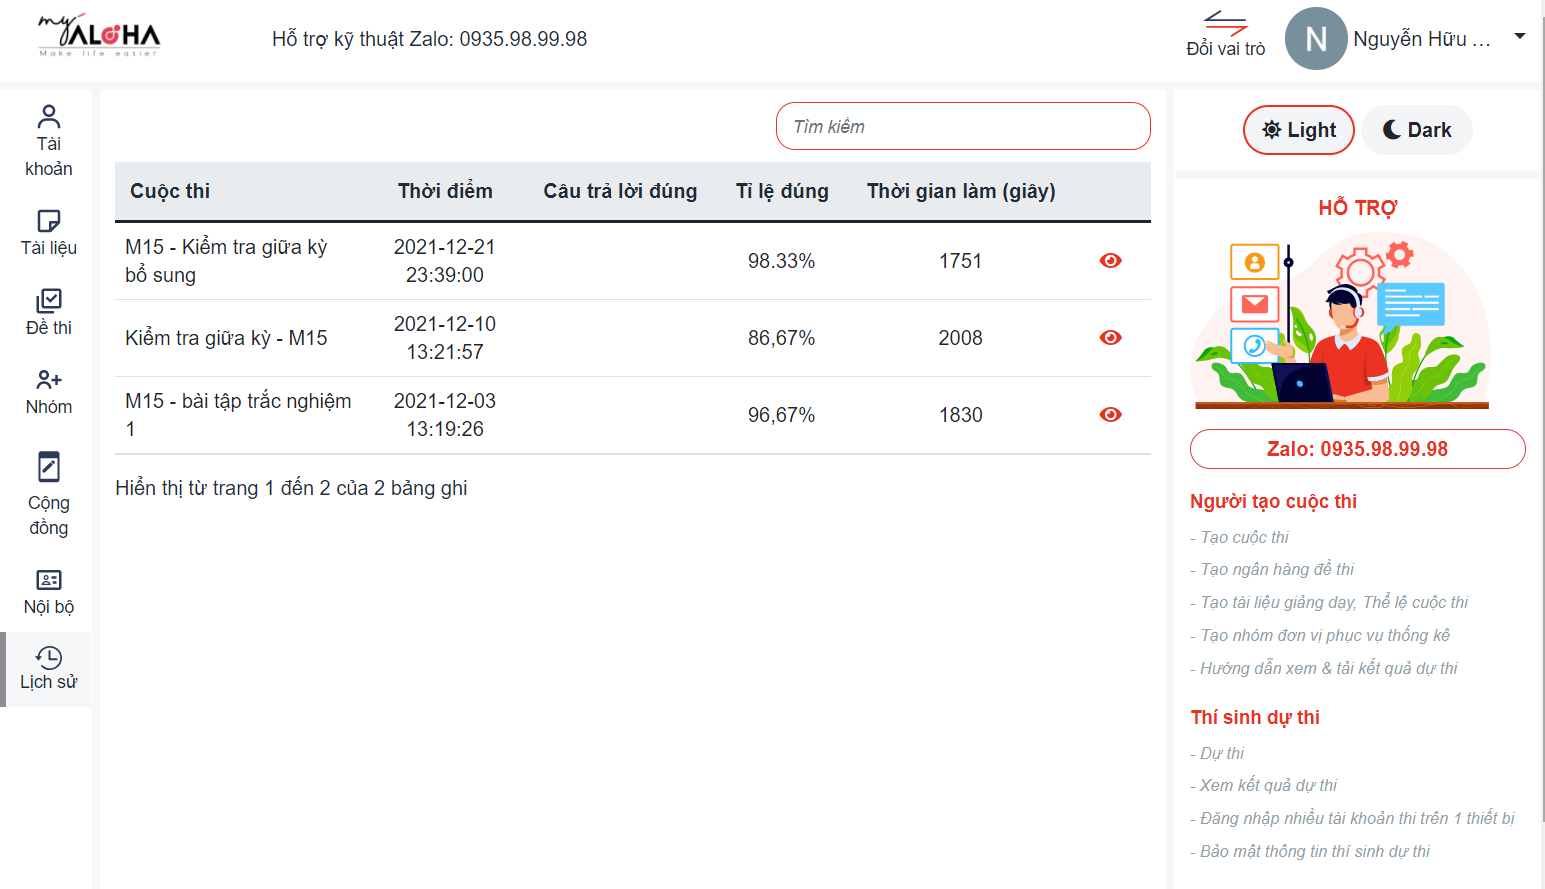 my ALOHA
Make life easier
Hỗ trợ kỹ thuật Zalo: 0935.98.99.98
Đổi vai trò
N
Nguyễn Hữu ...
Tài
khoản
Tài liệu
Đề thi
Nhóm
Cộng
đồng
Nội bộ
Lịch sử
Tìm kiếm
Cuộc thi Thời điểm Câu trả lời đúng Tỉ lệ đúng Thời gian làm (giây)
M15 - Kiểm tra giữa kỳ
bổ sung
2021-12-21
23:39:00
98.33%
1751
Kiểm tra giữa kỳ - M15
2021-12-10
13:21:57
86,67%
2008
M15 - bài tập trắc nghiệm
1
2021-12-03
13:19:26
96,67%
1830
Hiển thị từ trang 1 đến 2 của 2 bảng ghi
Light
Dark
HỖ TRỢ
Zalo: 0935.98.99.98
Người tạo cuộc thi
- Tạo cuộc thi
- Tạo ngân hàng đề thi
- Tạo tài liệu giảng dạy, Thể lệ cuộc thi
- Tạo nhóm đơn vị phục vụ thống kê
- Hướng dẫn xem & tải kết quả dự thi
Thí sinh dự thi
- Dự thi
- Xem kết quả dự thi
- Đăng nhập nhiều tài khoản thi trên 1 thiết bị
- Bảo mật thông tin thí sinh dự thi